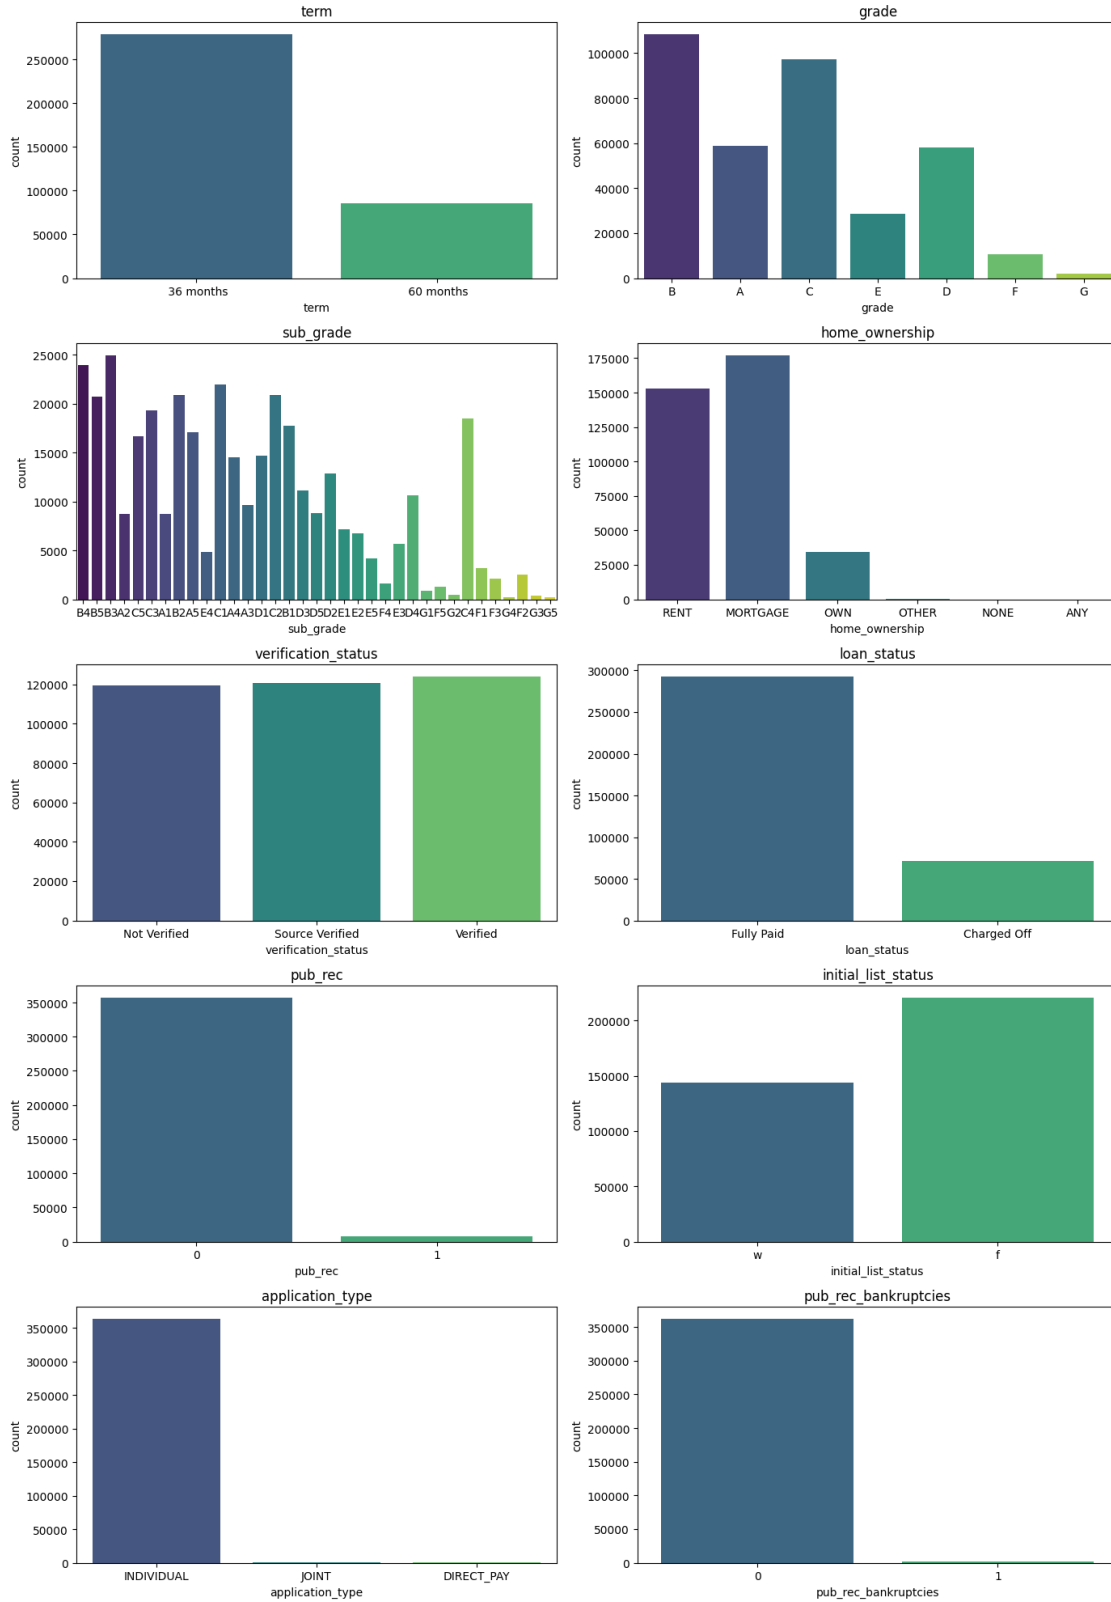 term
250000
200000
150000
100000
50000
0
count
36 months
60 months
term
grade
100000
80000
60000
40000
20000
0
count
B A C E D F G
grade
sub_grade
25000
20000
15000
10000
5000
0
count
B4B5B3A2C5C3A1B2A5E4C1A4A3D1C2B1D3D5D2E1E2E5F4E3D4G1F5G2C4F1F3G4F2G3G5
sub_grade
home_ownership
175000
150000
125000
100000
75000
50000
25000
0
count
RENT MORTGAGE OWN OTHER NONE ANY
home_ownership
verification_status
120000
100000
80000
60000
40000
20000
0
count
Not Verified Source Verified Verified
verification_status
loan_status
300000
250000
200000
150000
100000
50000
0
count
Fully Paid Charged Off
loan_status
pub_rec
350000
300000
250000
200000
150000
100000
50000
0
count
0 1
pub_rec
initial_list_status
200000
150000
100000
50000
0
count
w f
initial_list_status
application_type
350000
300000
250000
200000
150000
100000
50000
0
count
INDIVIDUAL JOINT DIRECT_PAY
application_type
pub_rec_bankruptcies
350000
300000
250000
200000
150000
100000
50000
0
count
0 1
pub_rec_bankruptcies